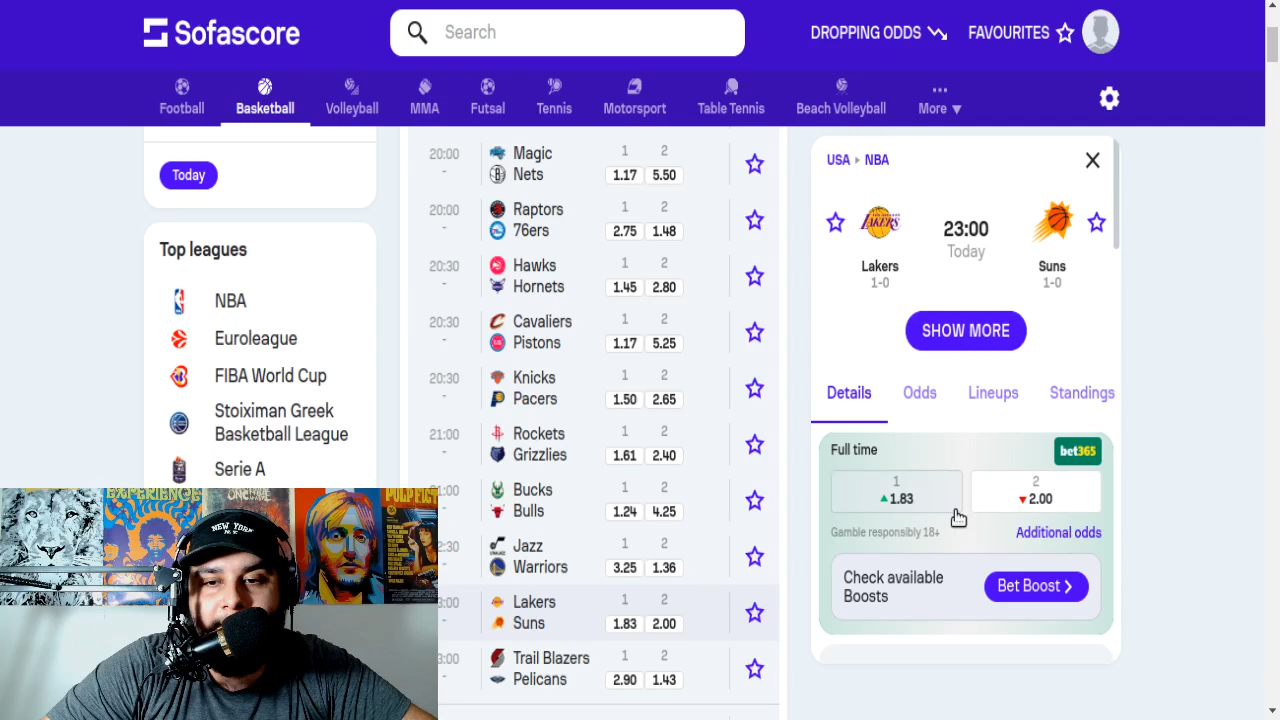 Sofascore
Search
DROPPING ODDS
FAVOURITES
Football
Basketball
Volleyball
MMA
Futsal
Tennis
Motorsport
Table Tennis
Beach Volleyball
More
Today
Top leagues
NBA
Euroleague
FIBA World Cup
Stoiximan Greek
Basketball League
Serie A
20:00 Magic 1 2
- Nets 1.17 5.50
20:00 Raptors 1 2
- 76ers 2.75 1.48
20:30 Hawks 1 2
- Hornets 1.45 2.80
20:30 Cavaliers 1 2
- Pistons 1.17 5.25
20:30 Knicks 1 2
- Pacers 1.50 2.65
21:00 Rockets 1 2
- Grizzlies 1.61 2.40
:00 Bucks 1 2
- Bulls 1.24 4.25
:30 Jazz 1 2
- Warriors 3.25 1.36
:00 Lakers 1 2
- Suns 1.83 2.00
:00 Trail Blazers 1 2
- Pelicans 2.90 1.43
USA NBA
LAKERS
23:00
Today
Lakers
1-0
Suns
1-0
SHOW MORE
Details Odds Lineups Standings
Full time
bet365
1 2
1.83 2.00
Gamble responsibly 18+
Additional odds
Check available
Boosts
Bet Boost
EXPERIENCE
PULP FICT
NEW YORK